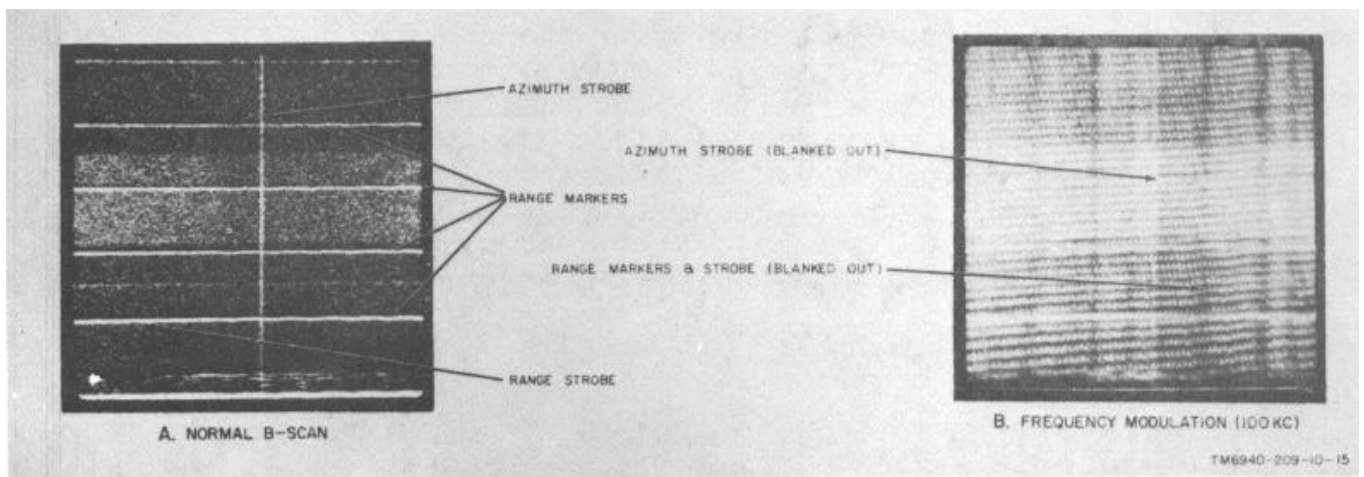 AZIMUTH STROBE
RANGE MARKERS
RANGE STROBE
A. NORMAL B-SCAN
AZIMUTH STROBE (BLANKED OUT)
RANGE MARKERS & STROBE (BLANKED OUT)
B. FREQUENCY MODULATION (100 KC)
TM6940-209-10-15